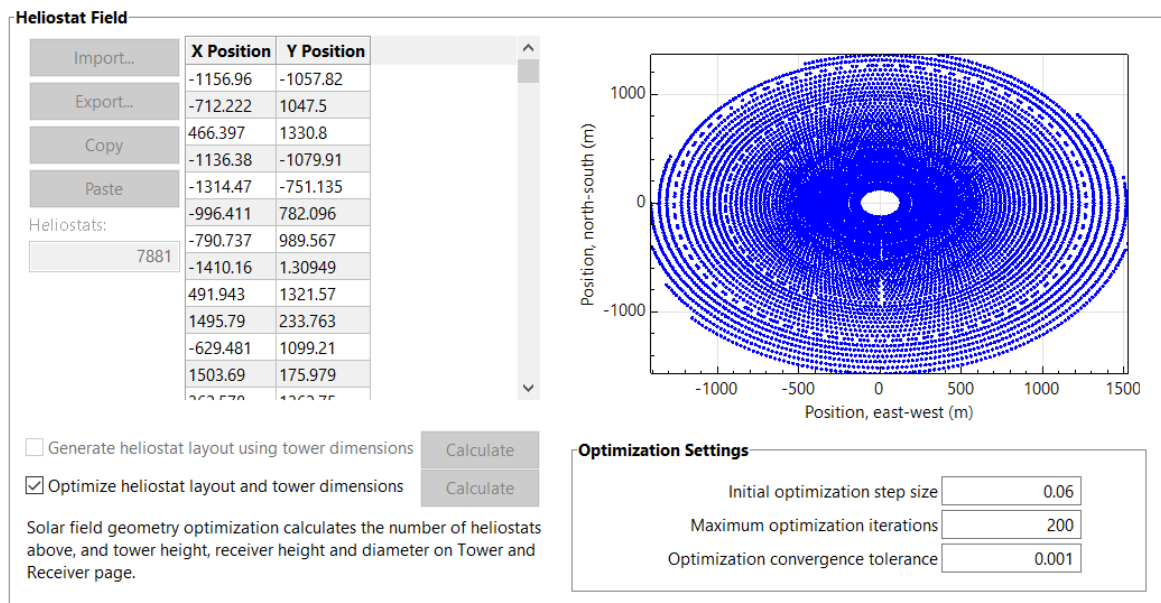 Heliostat Field
Import...
Export...
Copy
Paste
Heliostats:
7881
X Position Y Position
-1156.96 -1057.82
-712.222 1047.5
466.397 1330.8
-1136.38 -1079.91
-1314.47 -751.135
-996.411 782.096
-790.737 989.567
-1410.16 1.30949
491.943 1321.57
1495.79 233.763
-629.481 1099.21
1503.69 175.979
1000
0
-1000
Position, north-south (m)
-1000 -500 0 500 1000 1500
Position, east-west (m)
Generate heliostat layout using tower dimensions Calculate
Optimize heliostat layout and tower dimensions Calculate
Solar field geometry optimization calculates the number of heliostats
above, and tower height, receiver height and diameter on Tower and
Receiver page.
Optimization Settings
Initial optimization step size 0.06
Maximum optimization iterations 200
Optimization convergence tolerance 0.001